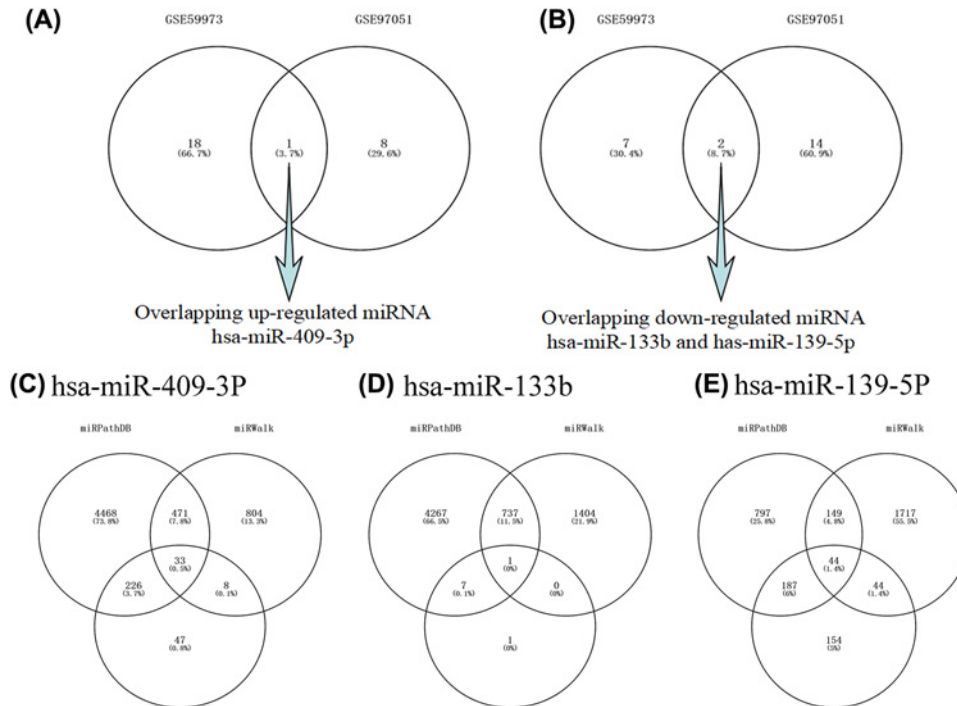 (A)
GSE59973
GSE97051
18
(66.7%)
1
(3.7%)
8
(29.6%)
Overlapping up-regulated miRNA
hsa-miR-409-3p
(B)
GSE59973
GSE97051
7
(30.4%)
2
(8.7%)
14
(60.9%)
Overlapping down-regulated miRNA
hsa-miR-133b and has-miR-139-5p
(C) hsa-miR-409-3P
miRPathDB
miRWalk
4468
(73.8%)
471
(7.8%)
804
(13.3%)
33
(0.5%)
226
(3.7%)
8
(0.1%)
47
(0.8%)
(D) hsa-miR-133b
miRPathDB
miRWalk
4267
(66.5%)
737
(11.5%)
1404
(21.9%)
1
(0%)
7
(0.1%)
0
(0%)
1
(0%)
(E) hsa-miR-139-5P
miRPathDB
miRWalk
797
(25.8%)
149
(4.8%)
1717
(55.5%)
44
(1.4%)
187
(6%)
44
(1.4%)
154
(5%)